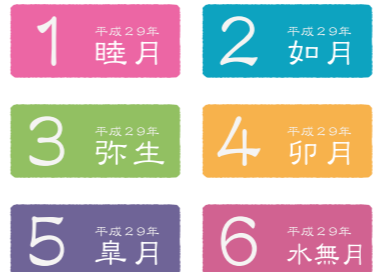 1 平成29年
睦月
2 平成29年
如月
3 平成29年
弥生
4 平成29年
卯月
5 平成29年
皐月
6 平成29年
水無月